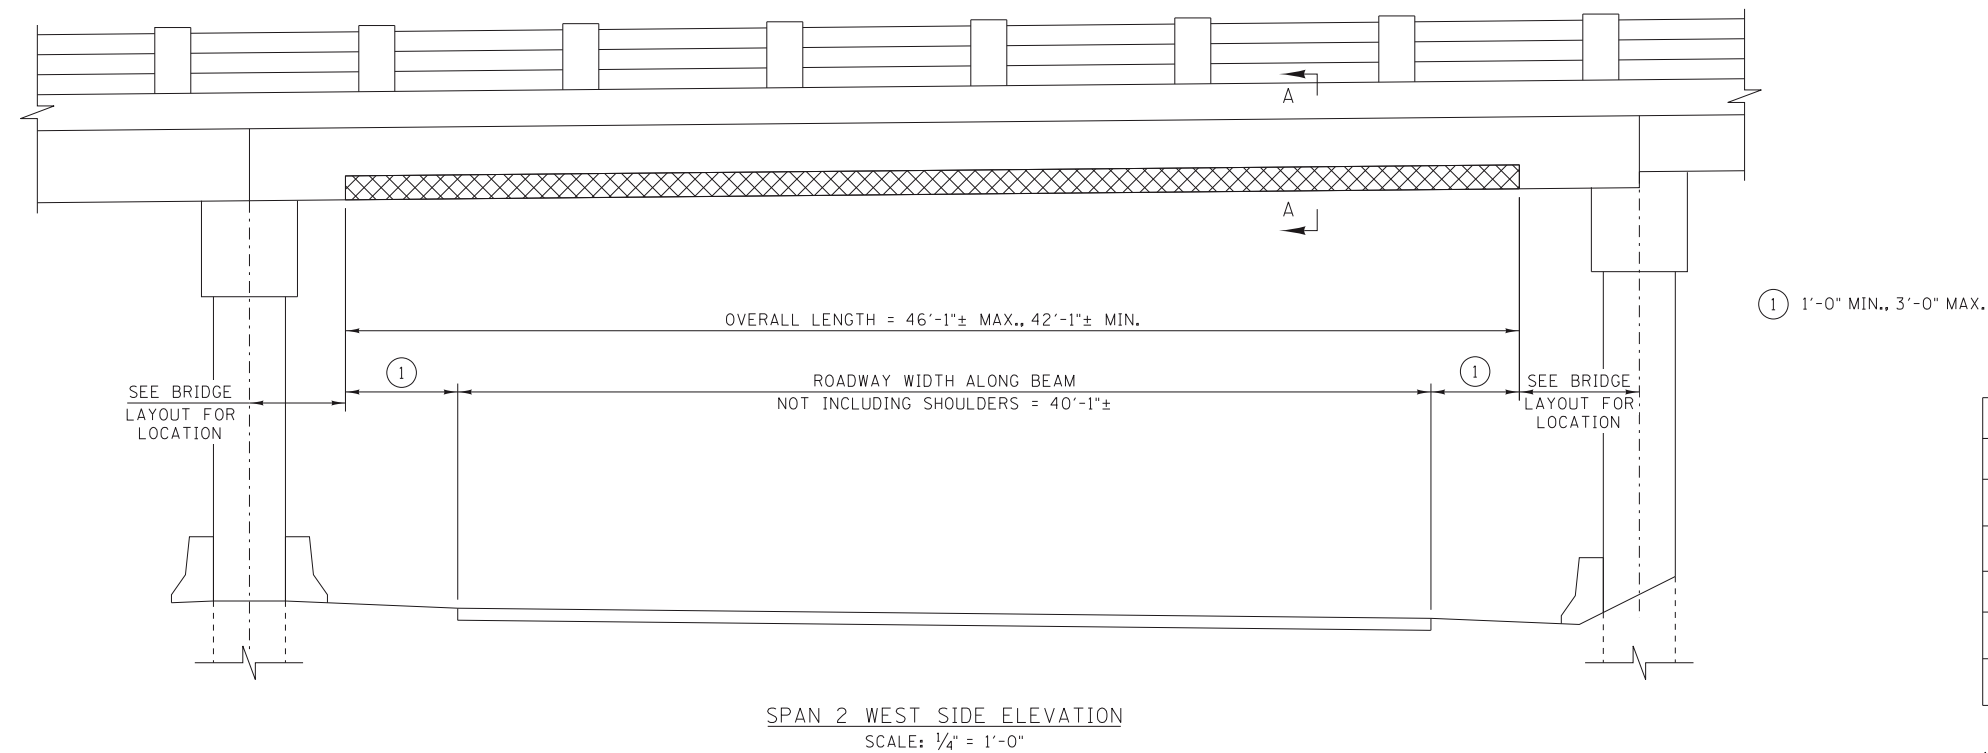 A
A
OVERALL LENGTH = 46'-1"± MAX., 42'-1"± MIN.
1 1'-0" MIN., 3'-0" MAX.
1
1
SEE BRIDGE
LAYOUT FOR
LOCATION
ROADWAY WIDTH ALONG BEAM
NOT INCLUDING SHOULDERS = 40'-1"±
SEE BRIDGE
LAYOUT FOR
LOCATION
SPAN 2 WEST SIDE ELEVATION
SCALE: 1/4" = 1'-0"